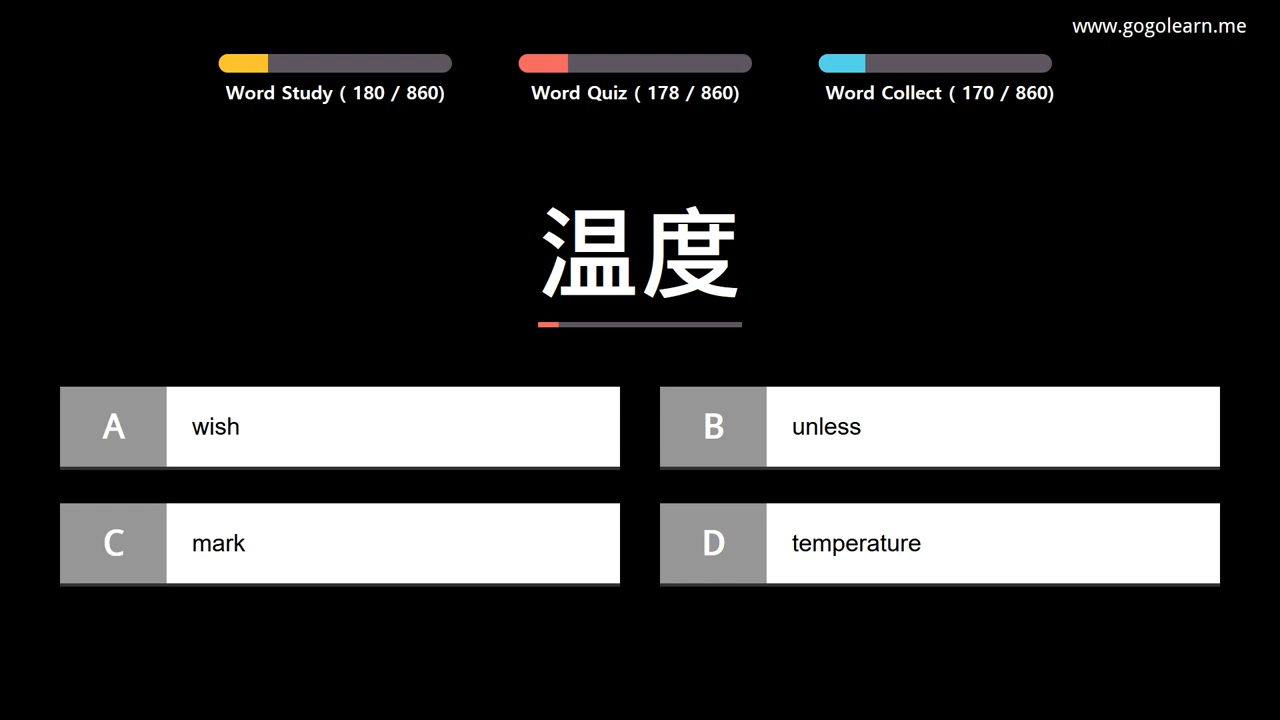 www.gogolearn.me
Word Study ( 180 / 860)
Word Quiz ( 178 / 860)
Word Collect ( 170 / 860)
温度
A wish
B unless
C mark
D temperature